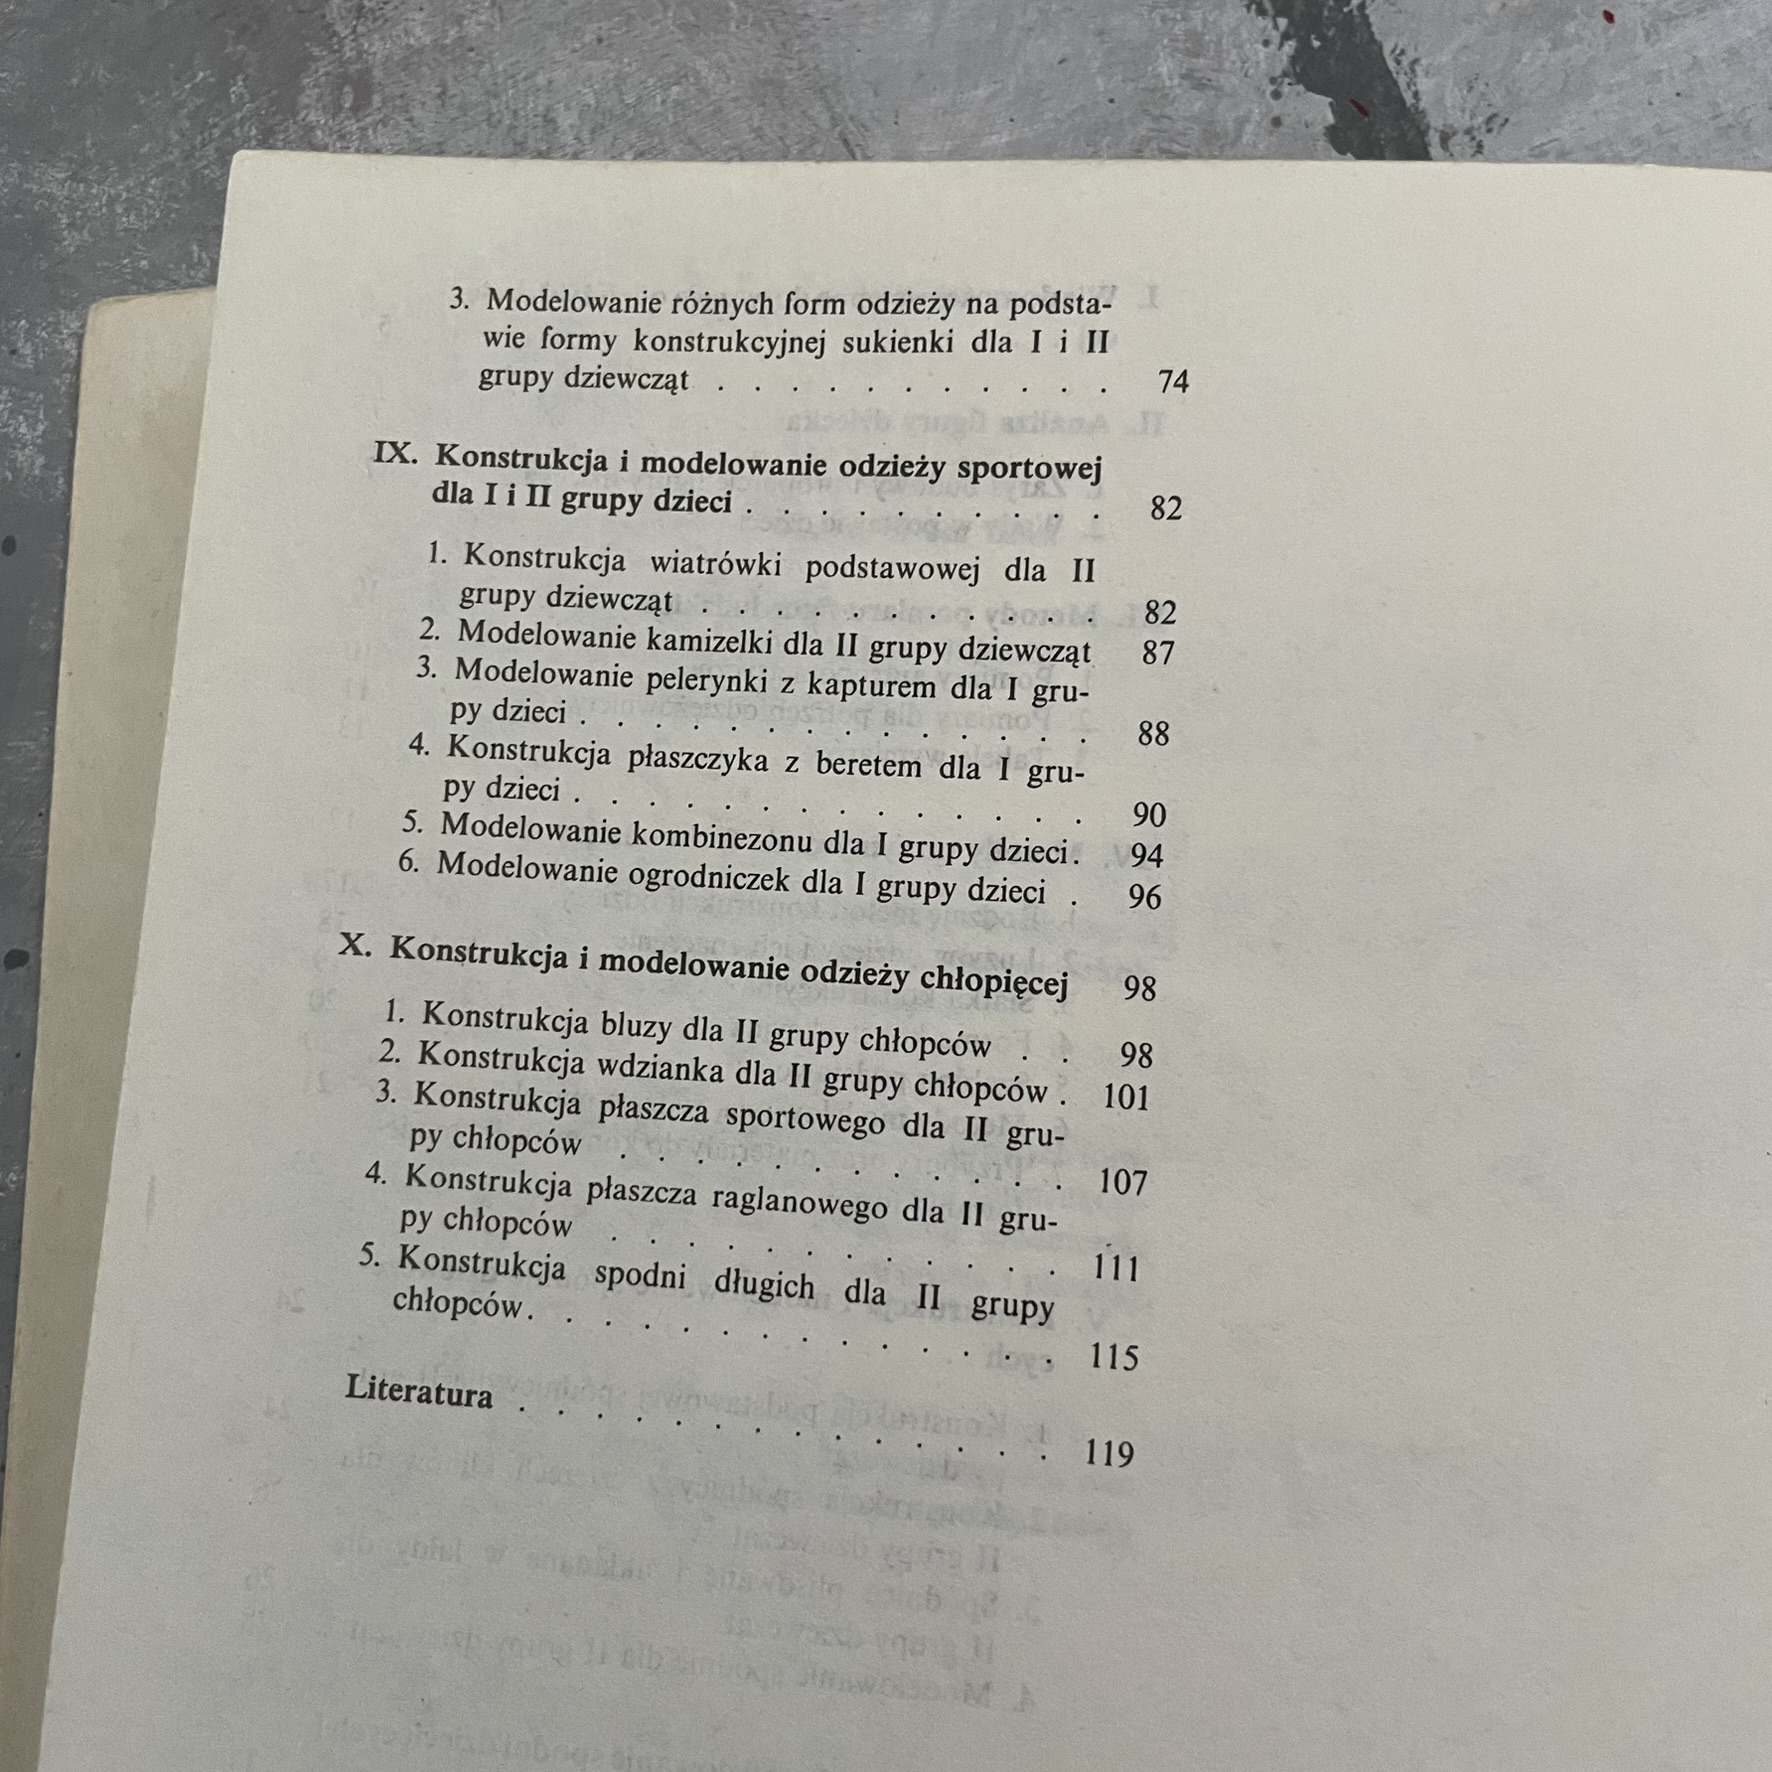 3. Modelowanie różnych form odzieży na podsta-
wie formy konstrukcyjnej sukienki dla I i II
grupy dziewcząt . . . . . . . . . . . 74
IX. Konstrukcja i modelowanie odzieży sportowej
dla I i II grupy dzieci . . . . . . . . . . 82
1. Konstrukcja wiatrówki podstawowej dla II
grupy dziewcząt . . . . . . . . . . . 82
2. Modelowanie kamizelki dla II grupy dziewcząt 87
3. Modelowanie pelerynki z kapturem dla I gru-
py dzieci . . . . . . . . . . . . . . 88
4. Konstrukcja płaszczyka z beretem dla I gru-
py dzieci . . . . . . . . . . . . . . 90
5. Modelowanie kombinezonu dla I grupy dzieci . 94
6. Modelowanie ogrodniczek dla I grupy dzieci . 96
X. Konstrukcja i modelowanie odzieży chłopięcej 98
1. Konstrukcja bluzy dla II grupy chłopców . . 98
2. Konstrukcja wdzianka dla II grupy chłopców . 101
3. Konstrukcja płaszcza sportowego dla II gru-
py chłopców . . . . . . . . . . . . 107
4. Konstrukcja płaszcza raglanowego dla II gru-
py chłopców . . . . . . . . . . . . 111
5. Konstrukcja spodni długich dla II grupy
chłopców . . . . . . . . . . . . . . 115
Literatura . . . . . . . . . . . . . . 119